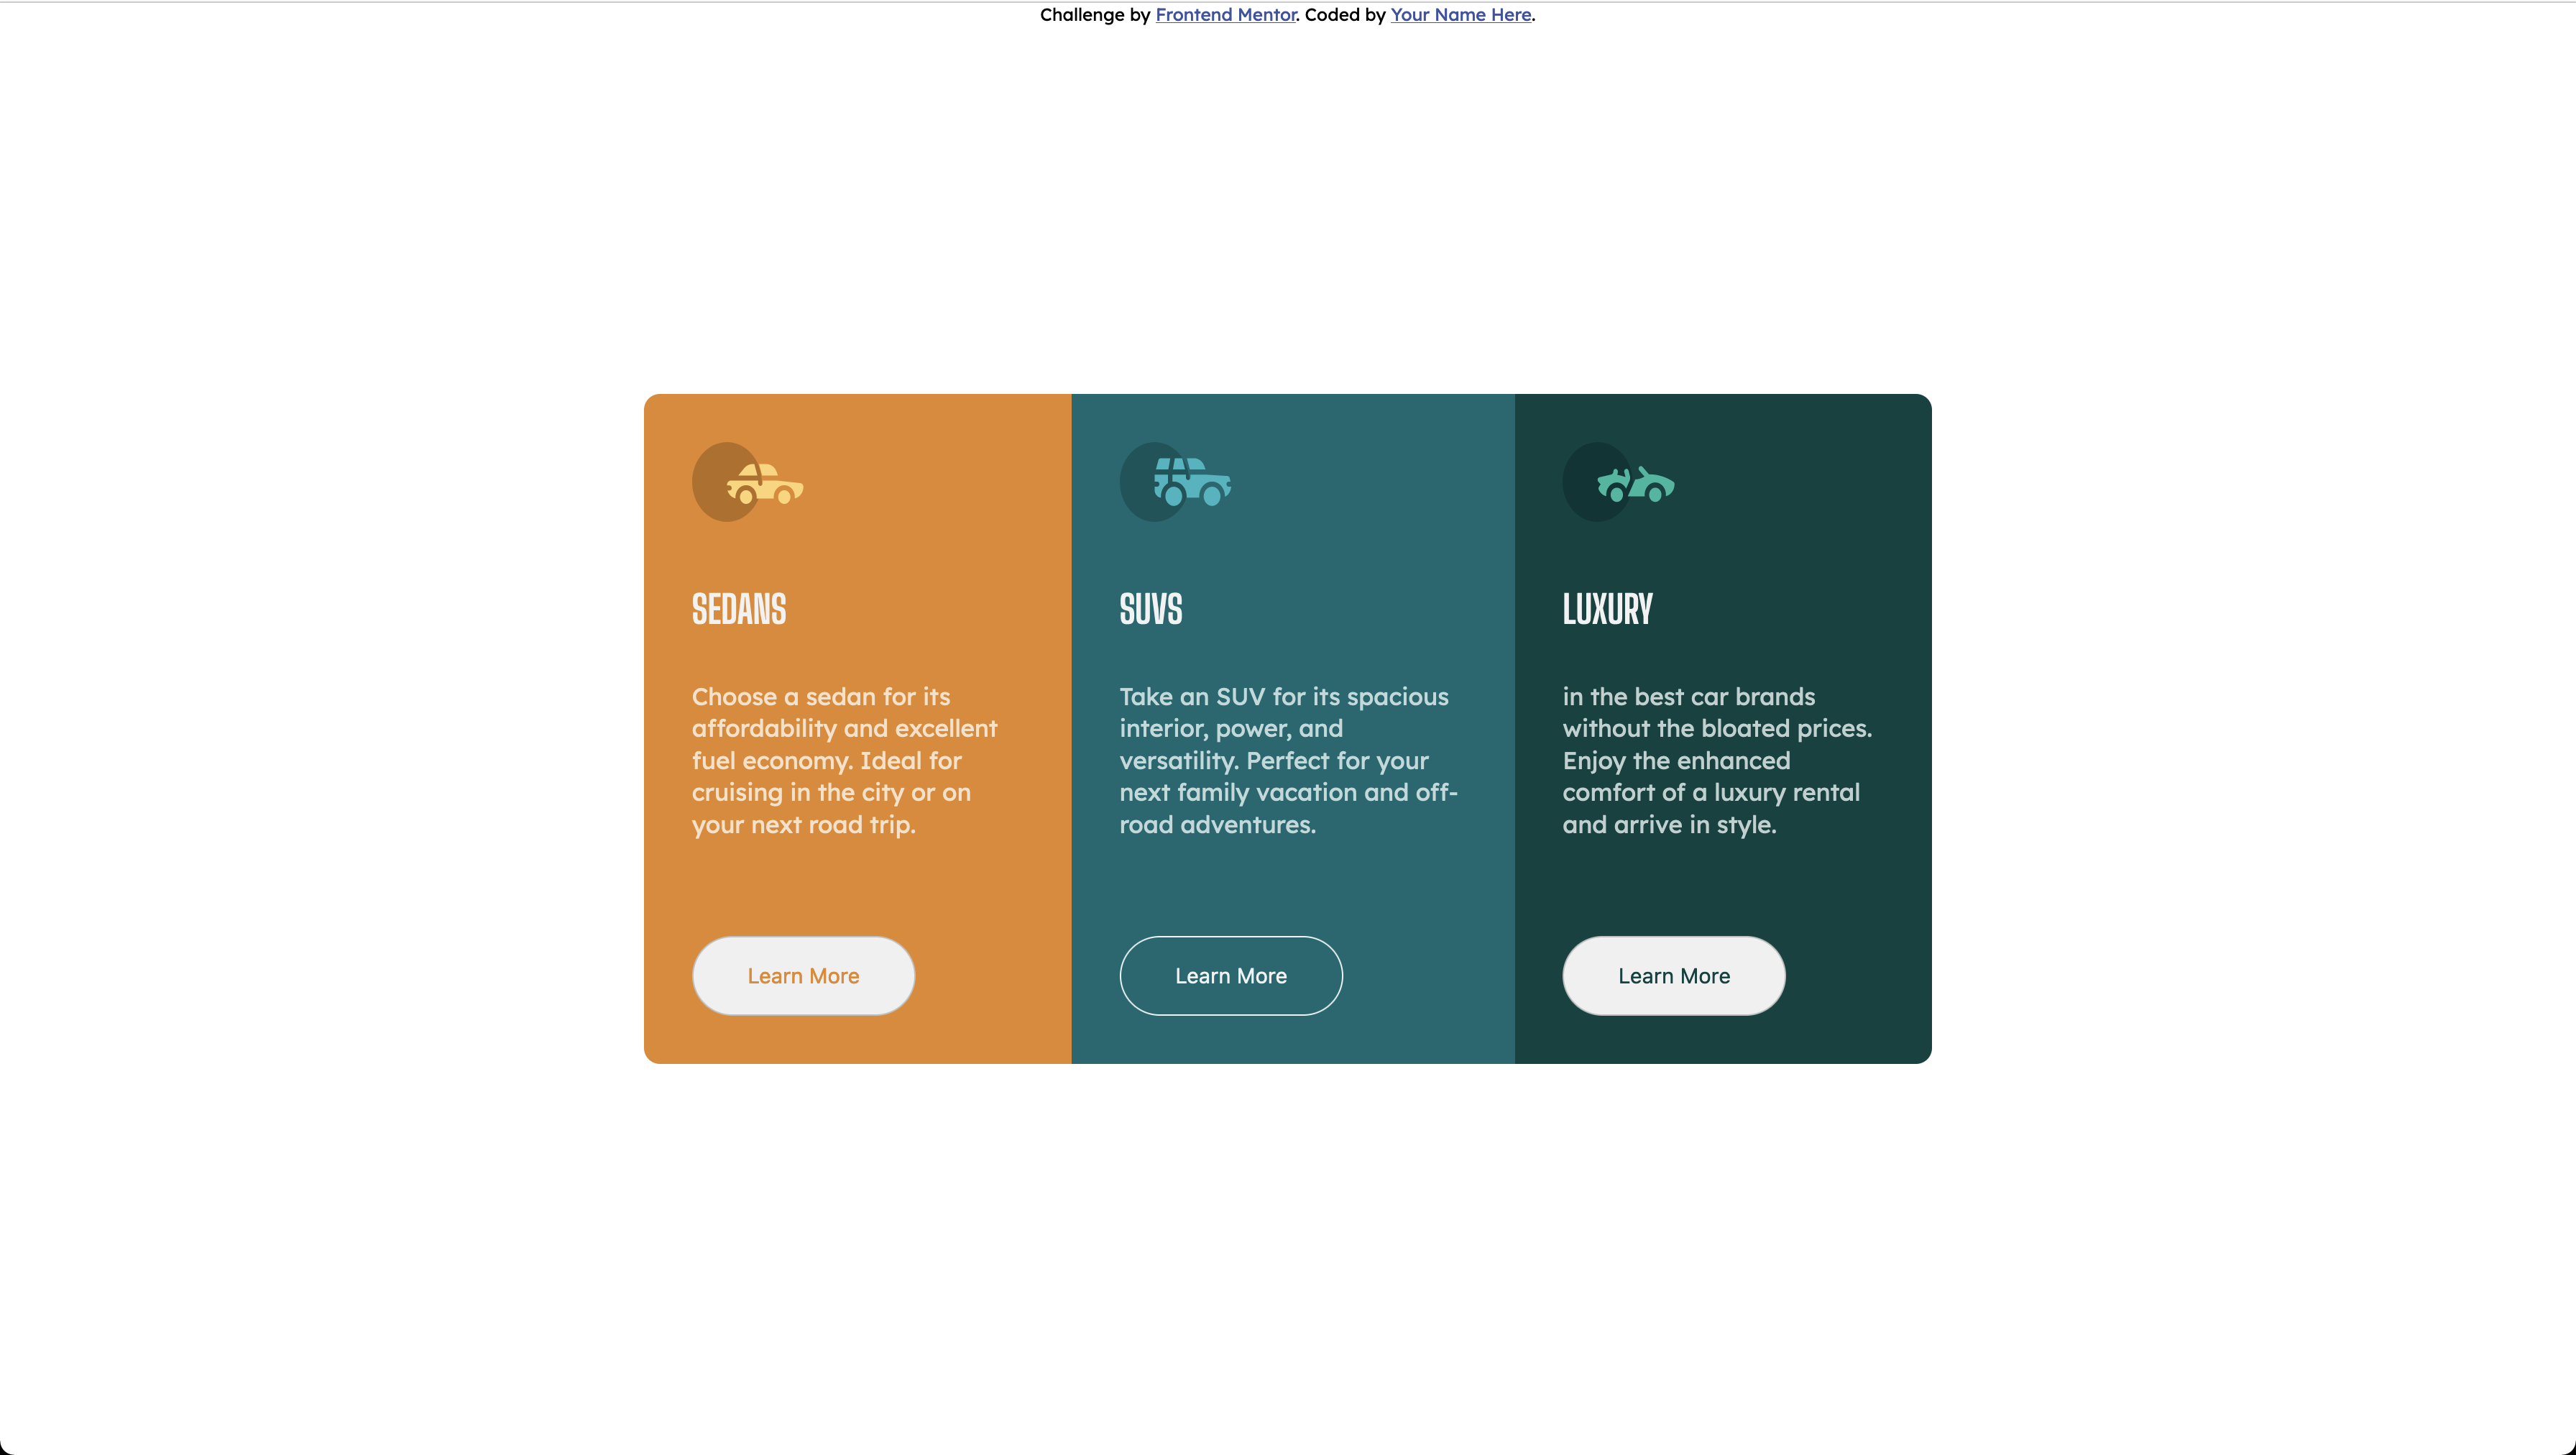 Challenge by Frontend Mentor. Coded by Your Name Here.
SEDANS
Choose a sedan for its
affordability and excellent
fuel economy. Ideal for
cruising in the city or on
your next road trip.
Learn More
SUVS
Take an SUV for its spacious
interior, power, and
versatility. Perfect for your
next family vacation and off-
road adventures.
Learn More
LUXURY
in the best car brands
without the bloated prices.
Enjoy the enhanced
comfort of a luxury rental
and arrive in style.
Learn More